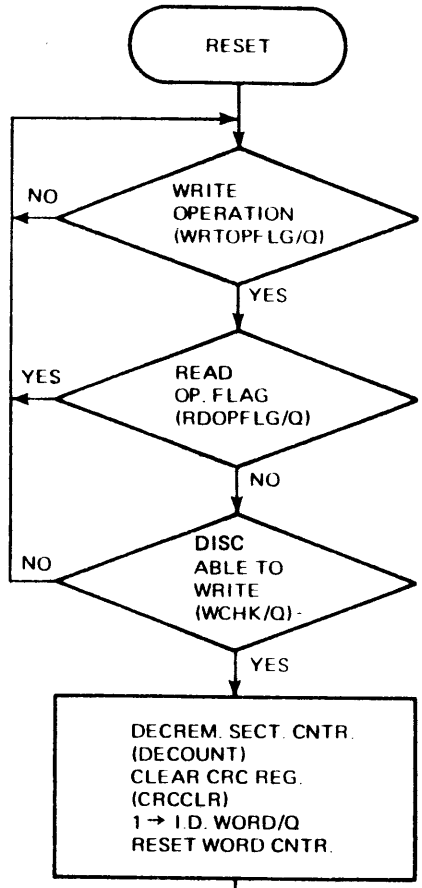 RESET
NO
WRITE
OPERATION
(WRTOPFLG/Q)
YES
YES
READ
OP. FLAG
(RDOPFLG/Q)
NO
NO
DISC
ABLE TO
WRITE
(WCHK/Q)
YES
DECREM. SECT. CNTR.
(DECOUNT)
CLEAR CRC REG.
(CRCCLR)
1 → I.D. WORD/Q
RESET WORD CNTR.